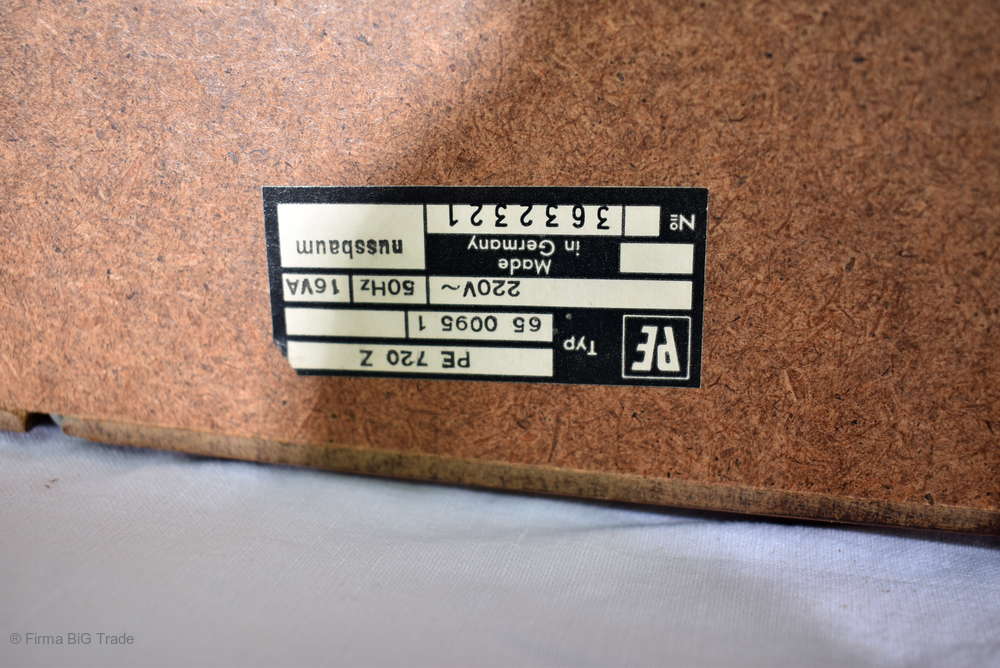 PE Typ PE 720 Z
65 0095 1
220V~ 50Hz 16VA
Made
in Germany nussbaum
№ 3632321
® Firma BiG Trade